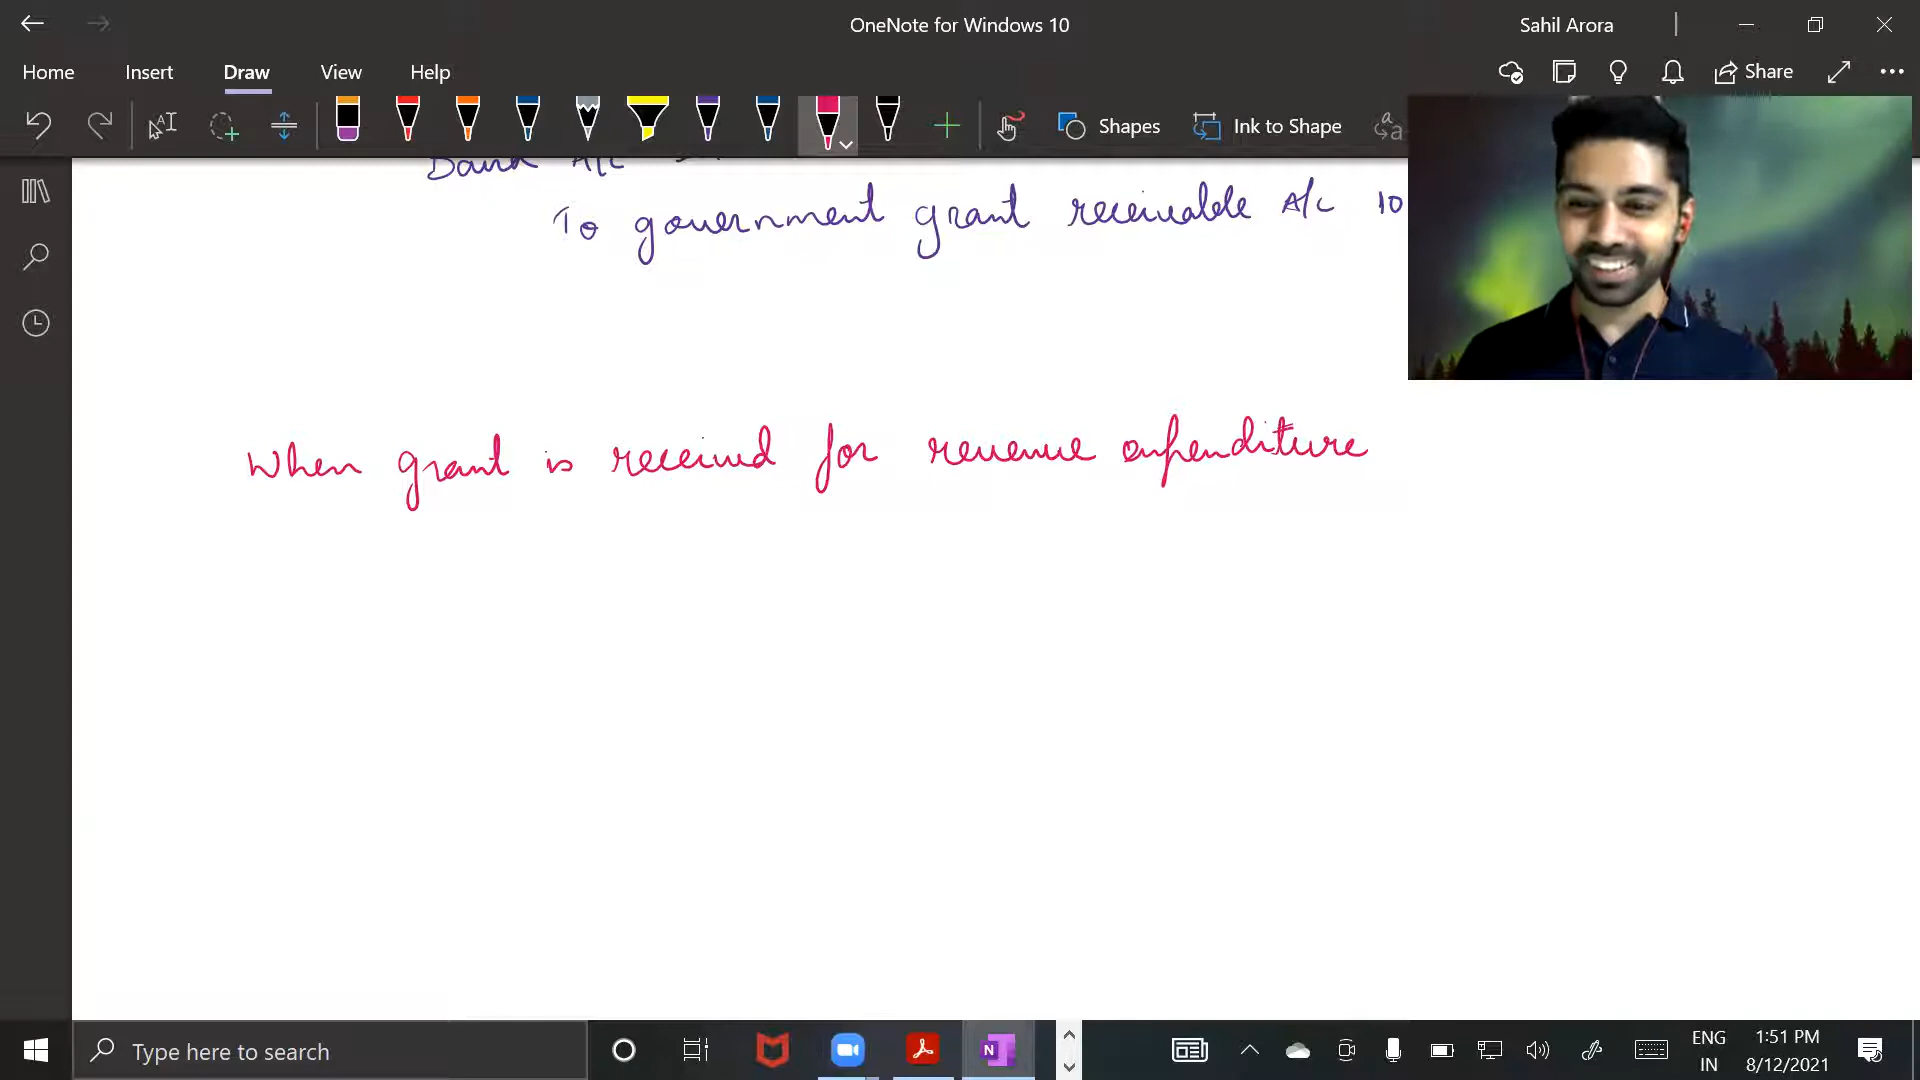 OneNote for Windows 10
Sahil Arora
Home Insert Draw View Help
Share
Shapes Ink to Shape
Bank A/c
To government grant receivable A/c 10
When grant is received for revenue expenditure
Type here to search
ENG
IN
1:51 PM
8/12/2021